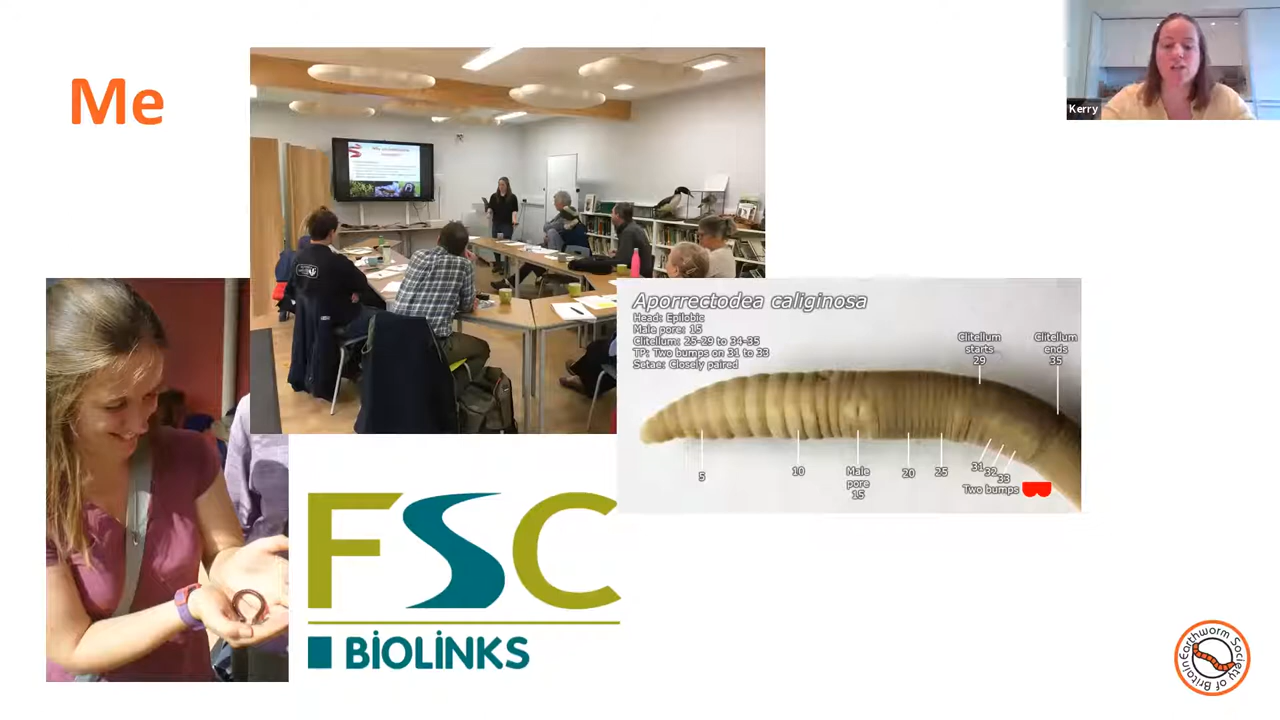 Me
Kerry
Aporrectodea caliginosa
Head: Epilobic
Male pore: 15
Clitellum: 25-29 to 34-35
TP: Two bumps on 31 to 33
Setae: Closely paired
Clitellum
starts
29
Clitellum
ends
35
5
10
Male
pore
15
20
25
31
32
33
Two bumps
FSC
BIOLINKS
Earthworm Society
of Britain